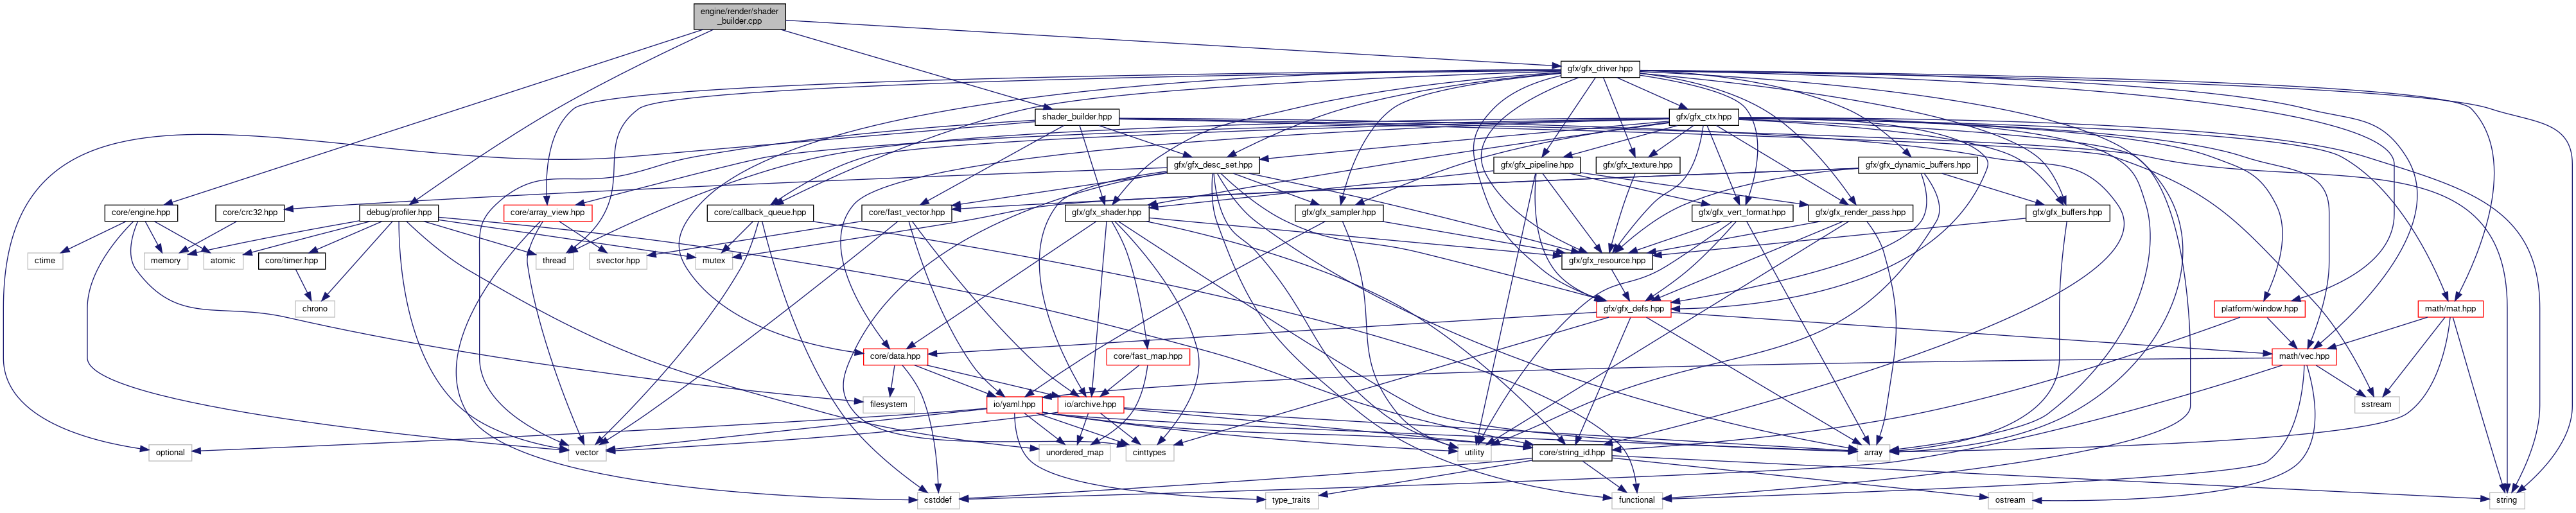 engine/render/shader
_builder.cpp
gfx/gfx_driver.hpp
shader_builder.hpp
gfx/gfx_ctx.hpp
gfx/gfx_desc_set.hpp
gfx/gfx_pipeline.hpp
gfx/gfx_texture.hpp
gfx/gfx_dynamic_buffers.hpp
core/engine.hpp
core/crc32.hpp
debug/profiler.hpp
core/array_view.hpp
core/callback_queue.hpp
core/fast_vector.hpp
gfx/gfx_shader.hpp
gfx/gfx_sampler.hpp
gfx/gfx_vert_format.hpp
gfx/gfx_render_pass.hpp
gfx/gfx_buffers.hpp
ctime
memory
atomic
core/timer.hpp
thread
svector.hpp
mutex
gfx/gfx_resource.hpp
chrono
gfx/gfx_defs.hpp
platform/window.hpp
math/mat.hpp
core/data.hpp
core/fast_map.hpp
math/vec.hpp
filesystem
io/yaml.hpp
io/archive.hpp
sstream
optional
vector
unordered_map
cinttypes
utility
core/string_id.hpp
array
cstddef
type_traits
functional
ostream
string